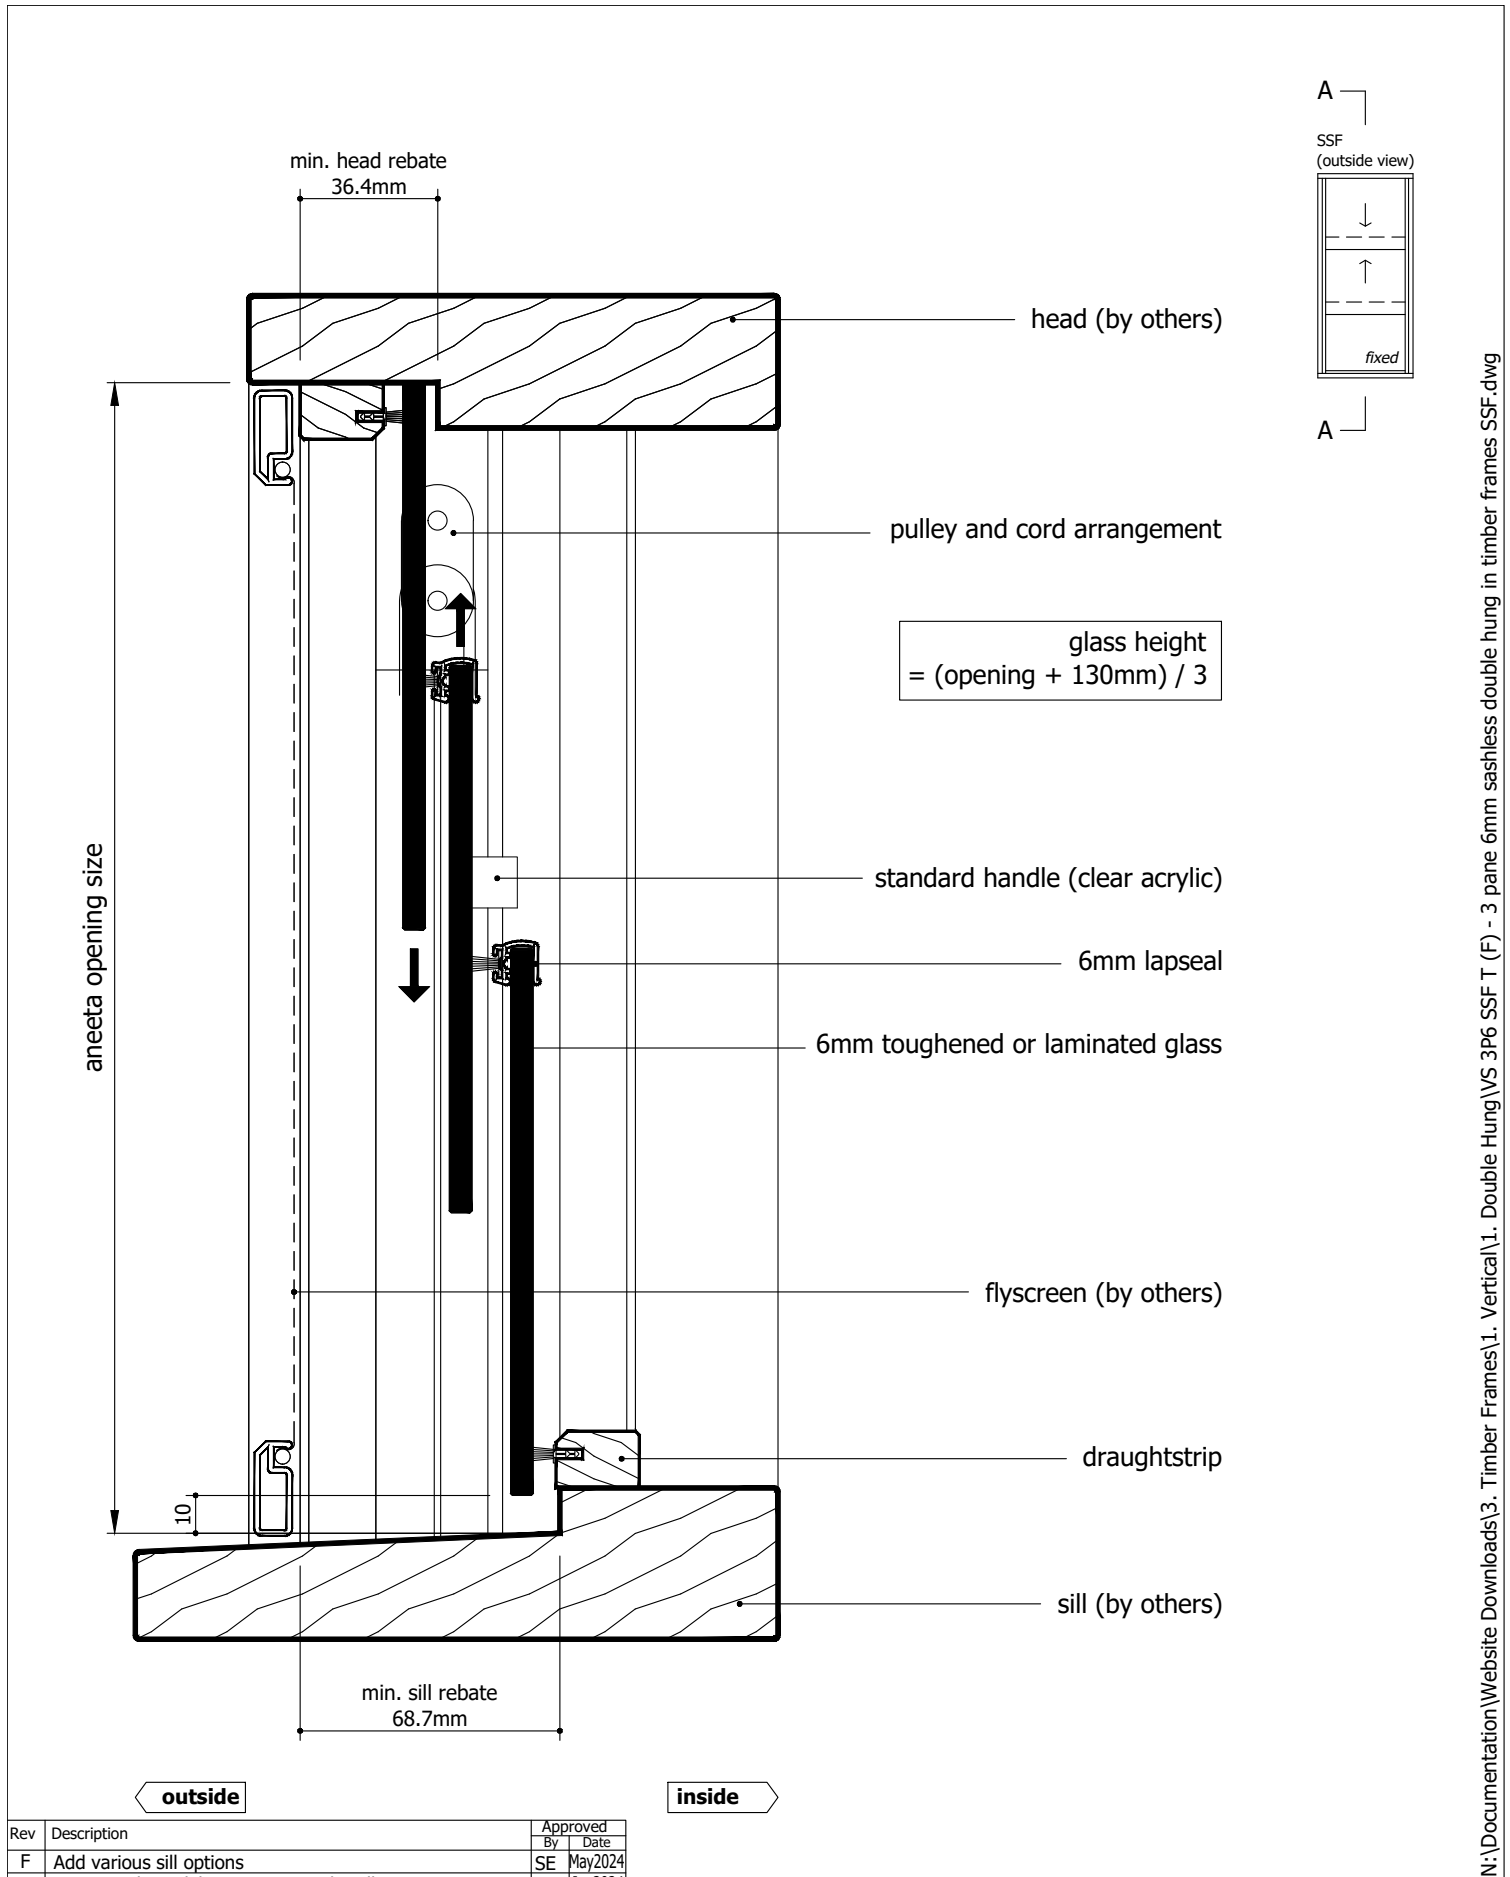 A
SSF
(outside view)
fixed
A
min. head rebate
36.4mm
head (by others)
pulley and cord arrangement
glass height
= (opening + 130mm) / 3
standard handle (clear acrylic)
6mm lapseal
6mm toughened or laminated glass
aneeta opening size
flyscreen (by others)
draughtstrip
10
sill (by others)
min. sill rebate
68.7mm
outside
inside
Rev Description Approved
By Date
F Add various sill options SE May2024
N:\Documentation\Website Downloads\3. Timber Frames\1. Vertical\1. Double Hung\VS 3P6 SSF T (F) - 3 pane 6mm sashless double hung in timber frames SSF.dwg